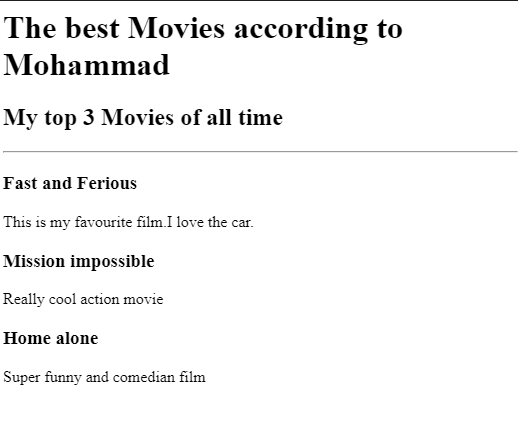 The best Movies according to
Mohammad
My top 3 Movies of all time
Fast and Ferious
This is my favourite film.I love the car.
Mission impossible
Really cool action movie
Home alone
Super funny and comedian film